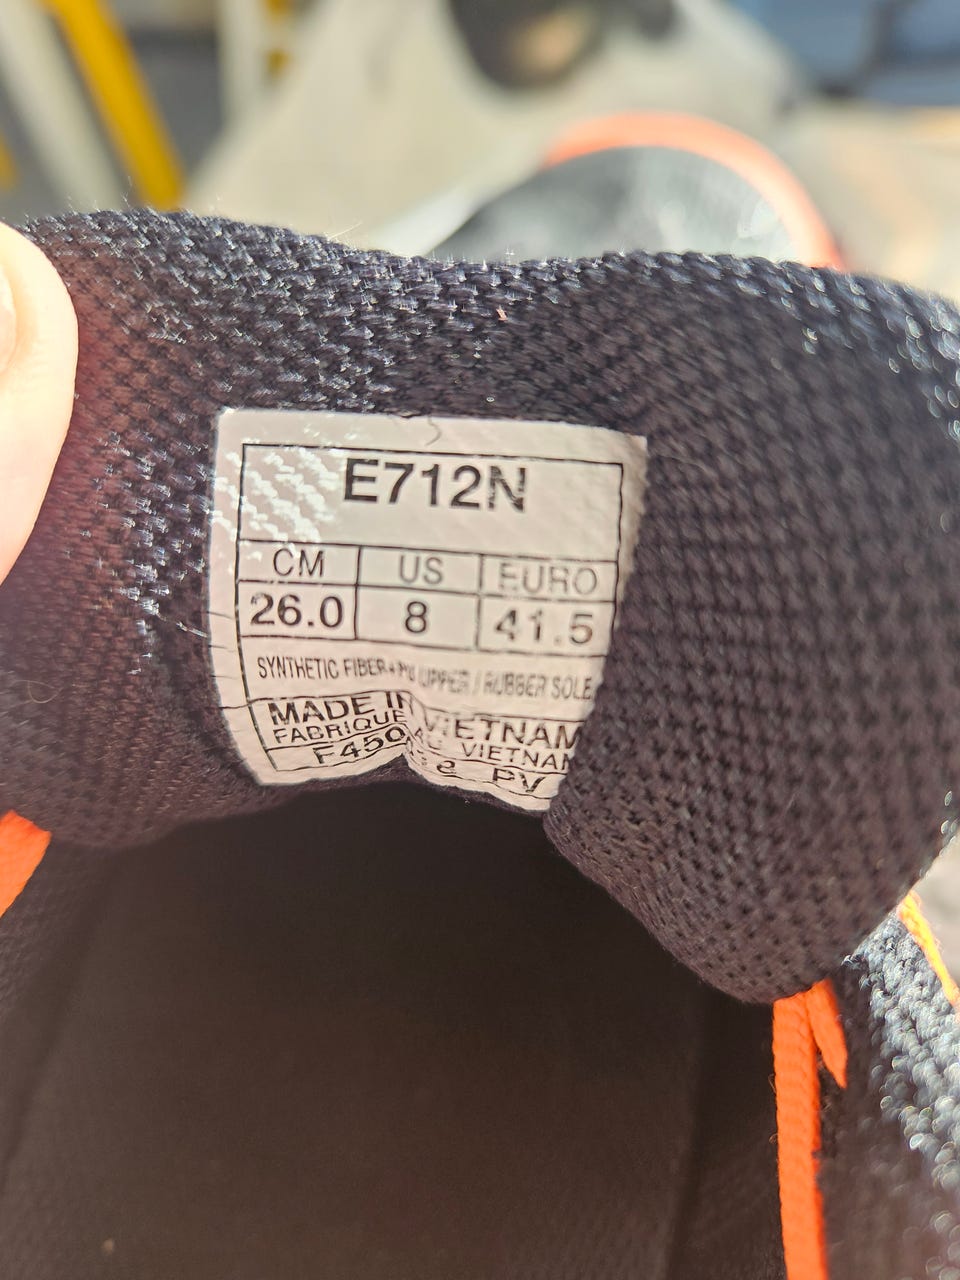 E712N
CM US EURO
26.0 8 41.5
SYNTHETIC FIBER+PU UPPER / RUBBER SOLE
MADE IN VIETNAM
FABRIQUE VIETNAM
PV